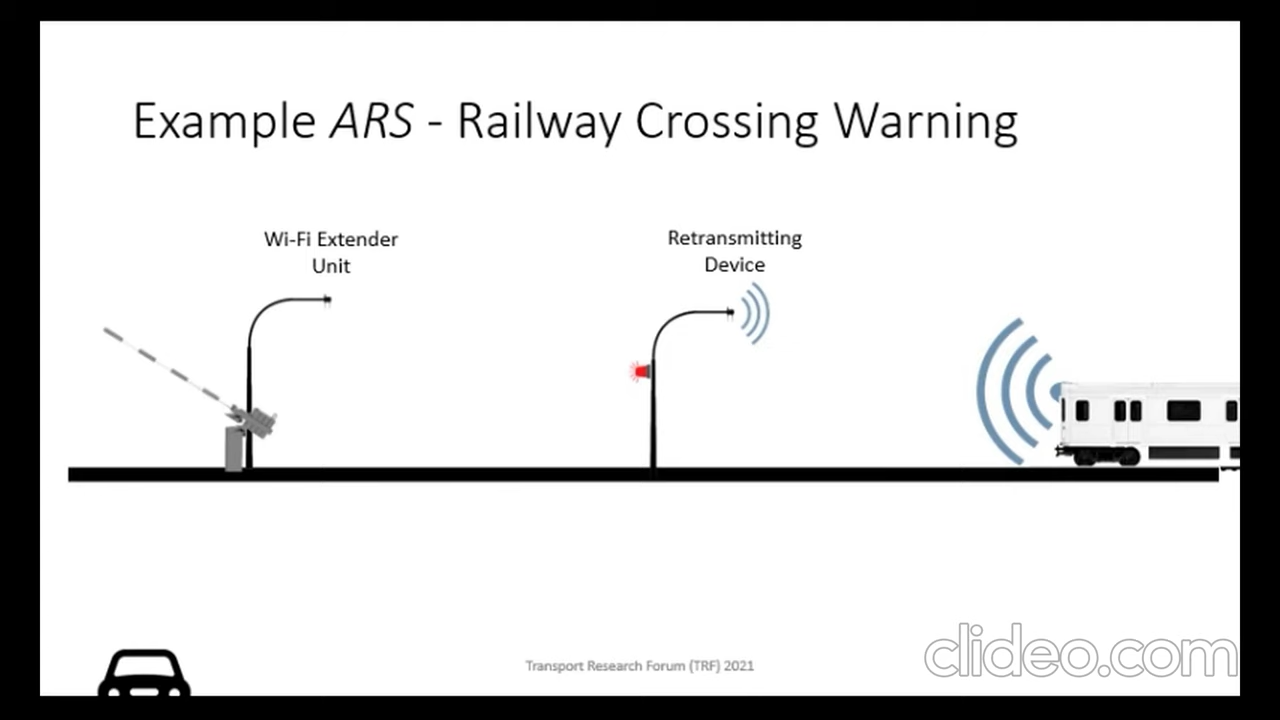 Example ARS - Railway Crossing Warning
Wi-Fi Extender
Unit
Retransmitting
Device
Transport Research Forum (TRF) 2021
clideo.com